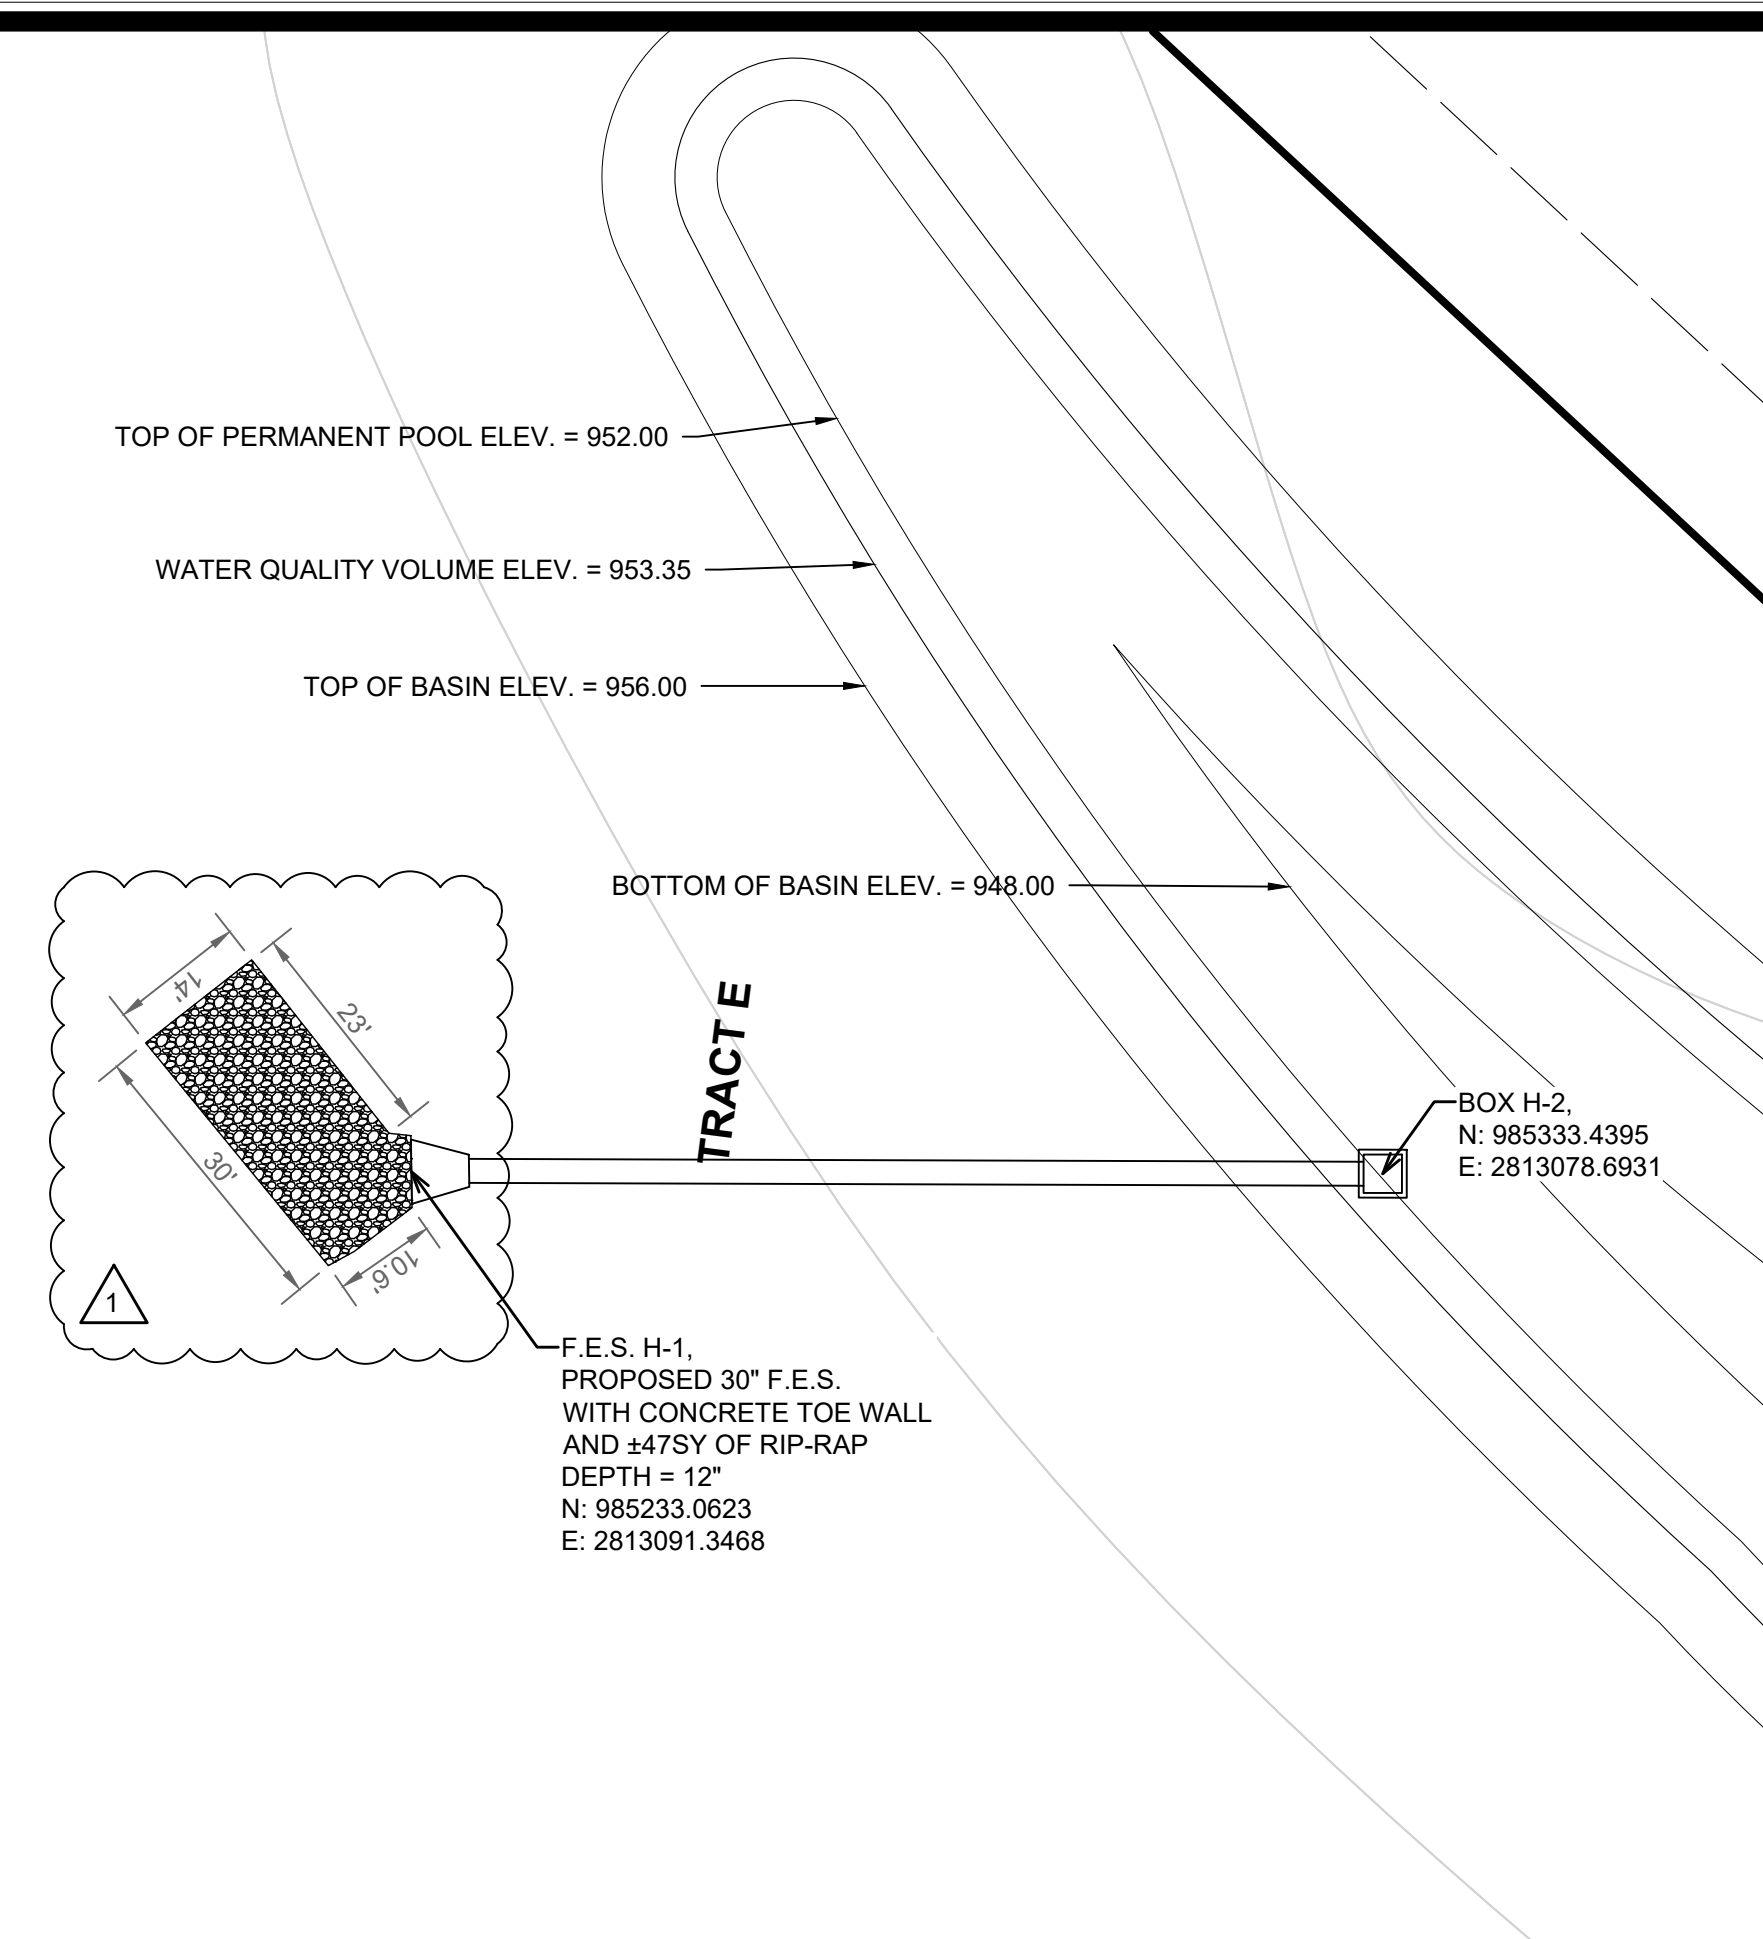 TOP OF PERMANENT POOL ELEV. = 952.00
WATER QUALITY VOLUME ELEV. = 953.35
TOP OF BASIN ELEV. = 956.00
BOTTOM OF BASIN ELEV. = 948.00
14'
23'
30'
10.6'
1
TRACT E
BOX H-2,
N: 985333.4395
E: 2813078.6931
F.E.S. H-1,
PROPOSED 30" F.E.S.
WITH CONCRETE TOE WALL
AND ±47SY OF RIP-RAP
DEPTH = 12"
N: 985233.0623
E: 2813091.3468